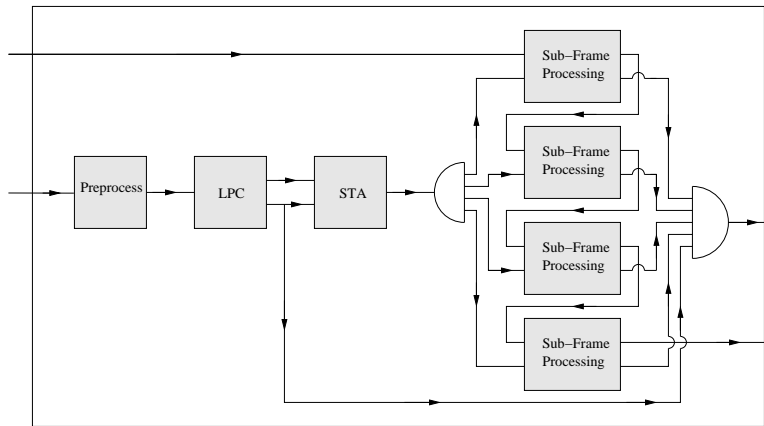 Sub−Frame
Processing
Sub−Frame
Processing
Preprocess
LPC
STA
Sub−Frame
Processing
Sub−Frame
Processing